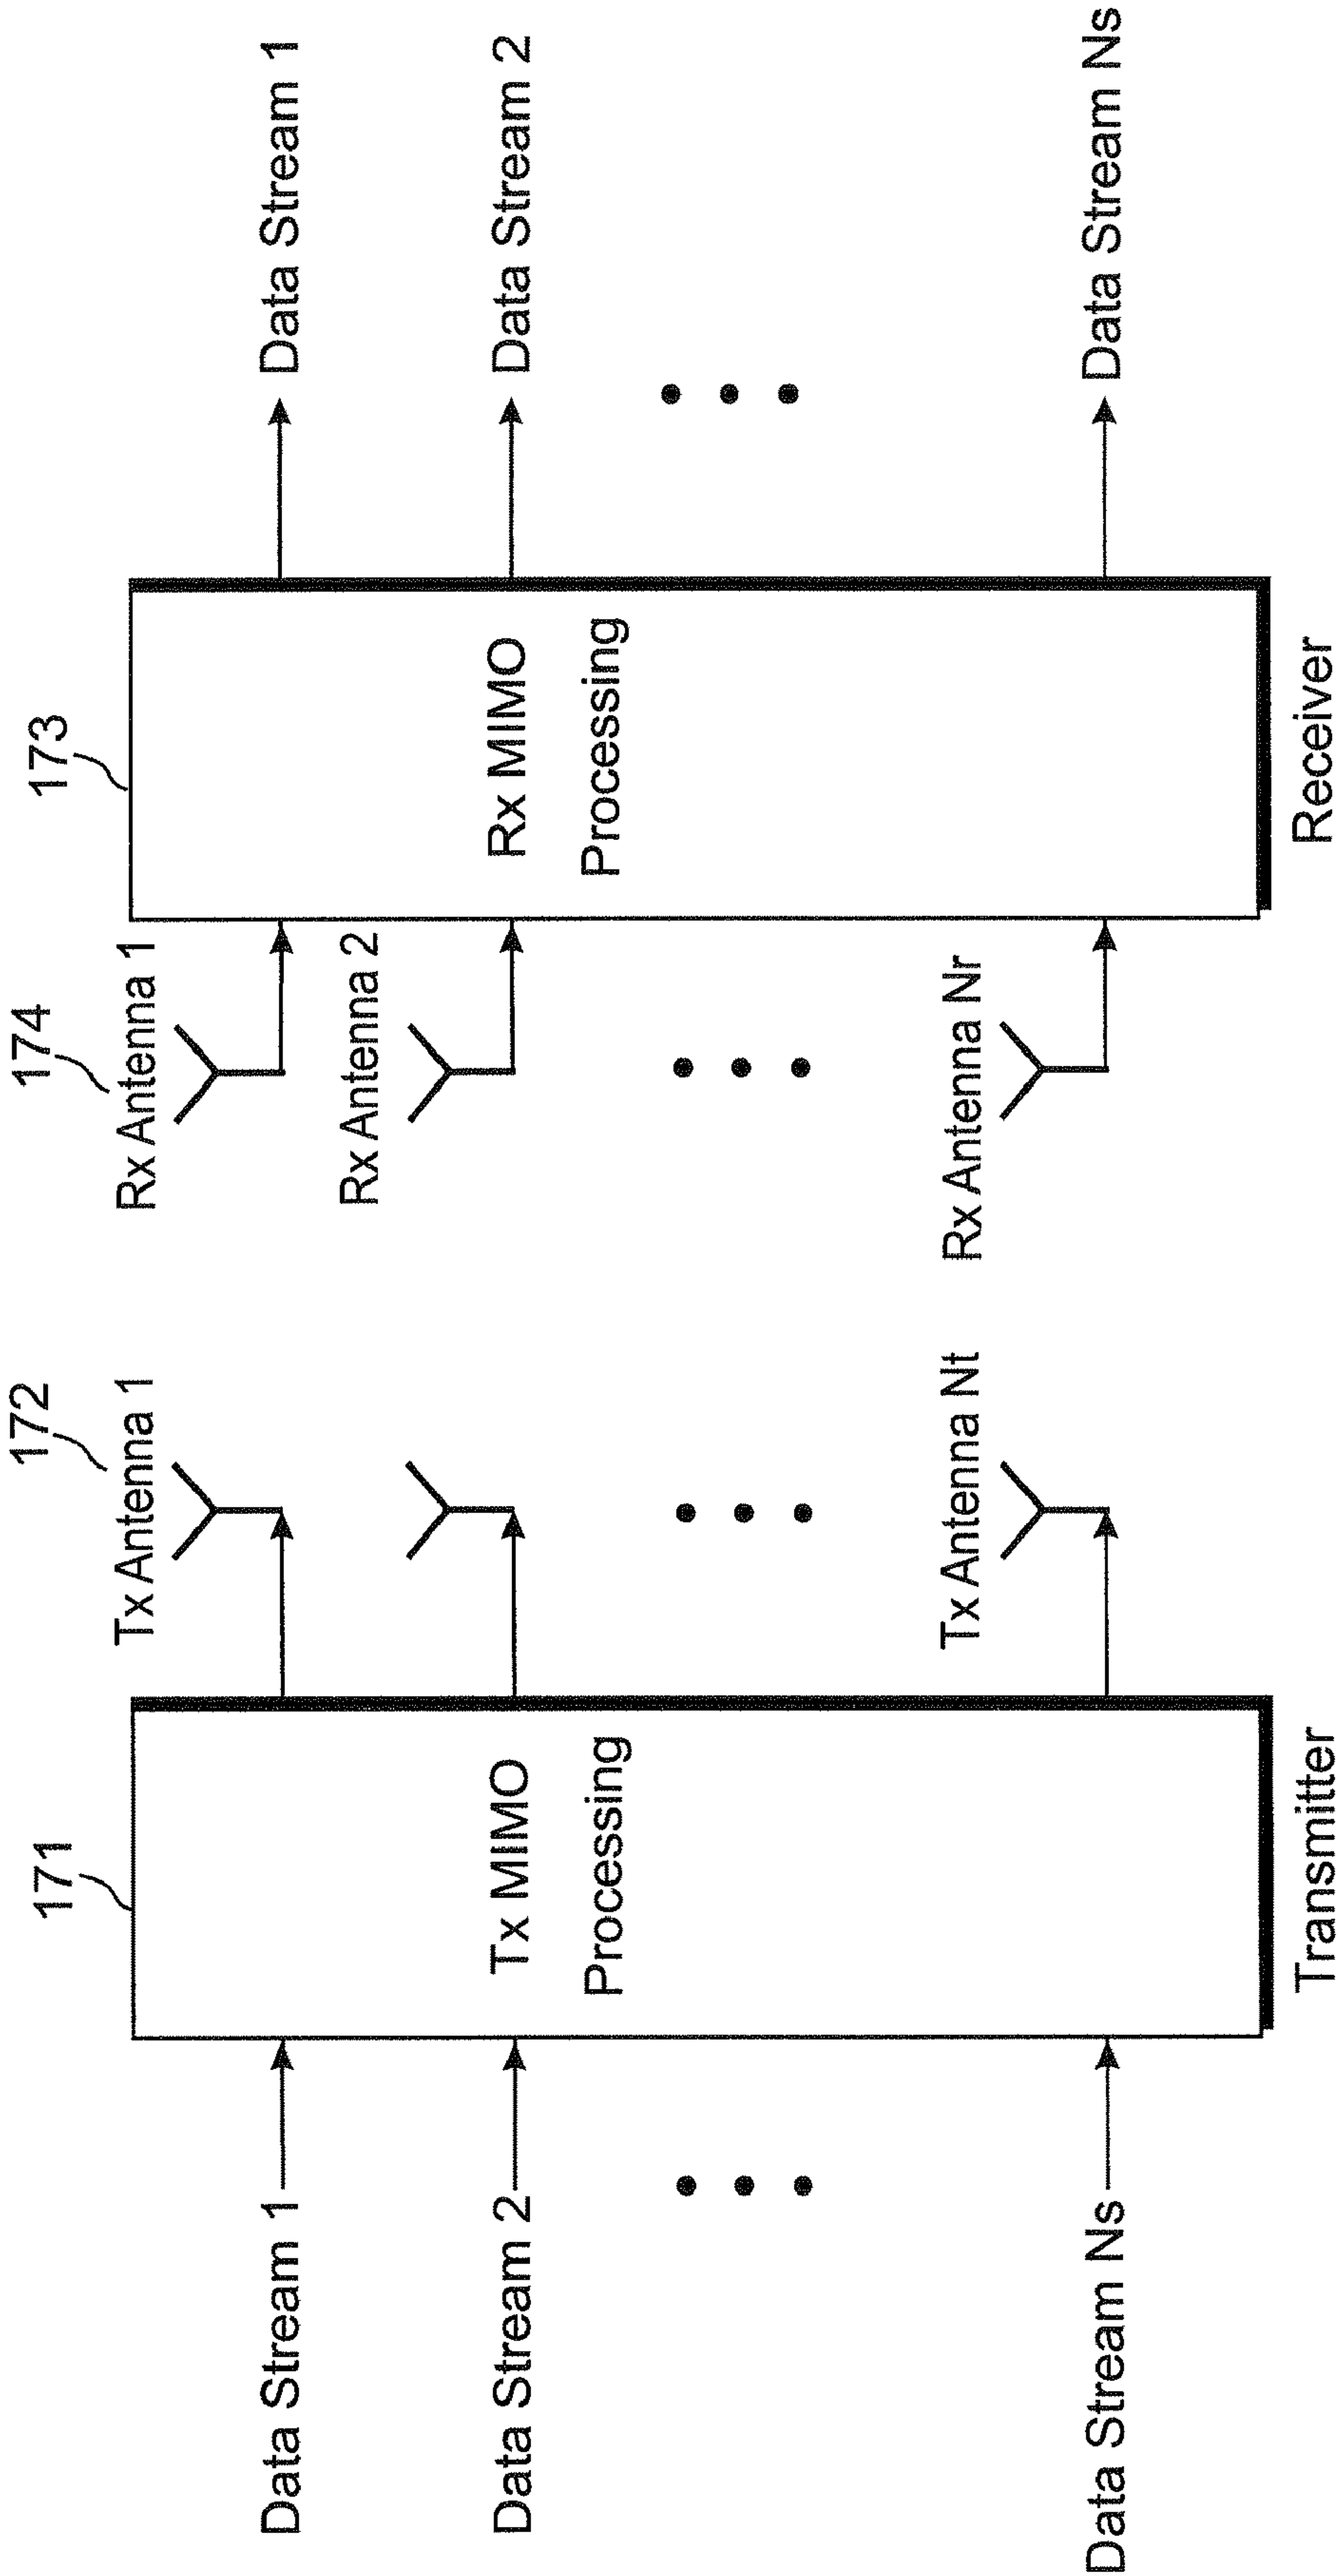 171
172
174
173
Tx Antenna 1
Rx Antenna 1
Data Stream 1
Data Stream 1
Rx Antenna 2
Data Stream 2
Tx MIMO
Processing
Rx MIMO
Processing
Data Stream 2
Tx Antenna Nt
Rx Antenna Nr
Data Stream Ns
Data Stream Ns
Transmitter
Receiver